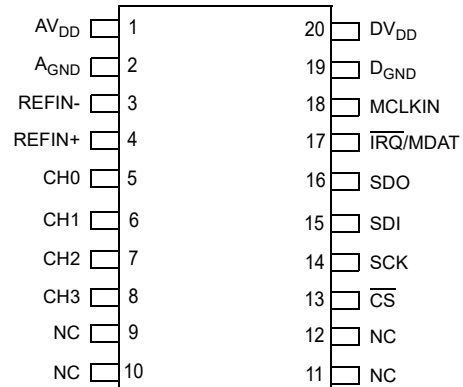 AVDD 1 20 DVDD
AGND 2 19 DGND
REFIN- 3 18 MCLKIN
REFIN+ 4 17 I̅R̅Q̅/MDAT
CH0 5 16 SDO
CH1 6 15 SDI
CH2 7 14 SCK
CH3 8 13 C̅S̅
NC 9 12 NC
NC 10 11 NC